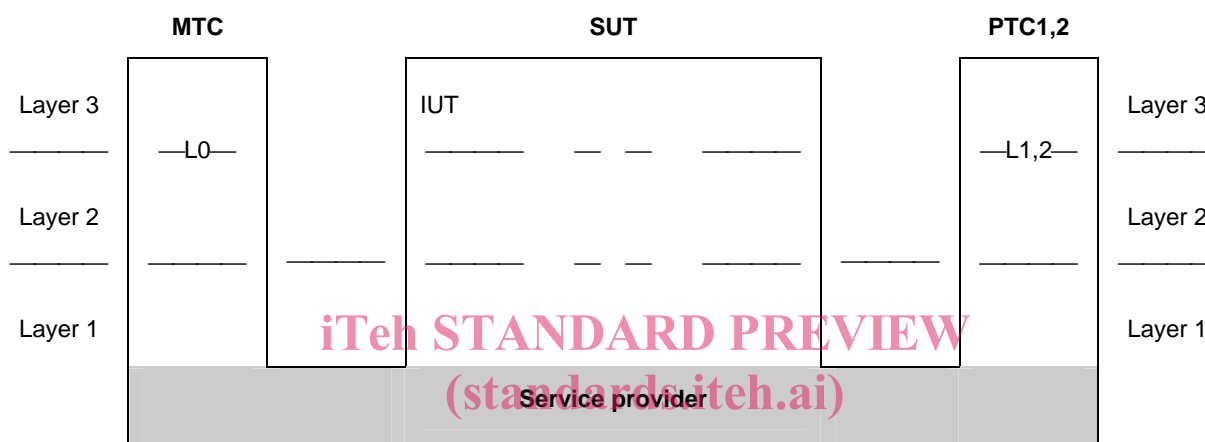 MTC SUT PTC1,2
Layer 3 IUT Layer 3
L0 L1,2
Layer 2 Layer 2
Layer 1 iTeh STANDARD PREVIEW Layer 1
(standards.iteh.ai)
Service provider